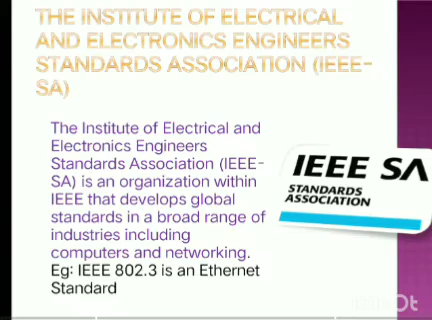 THE INSTITUTE OF ELECTRICAL
AND ELECTRONICS ENGINEERS
STANDARDS ASSOCIATION (IEEE-
SA)
The Institute of Electrical and
Electronics Engineers
Standards Association (IEEE-
SA) is an organization within
IEEE that develops global
standards in a broad range of
industries including
computers and networking.
Eg: IEEE 802.3 is an Ethernet
Standard
IEEE SA
STANDARDS
ASSOCIATION